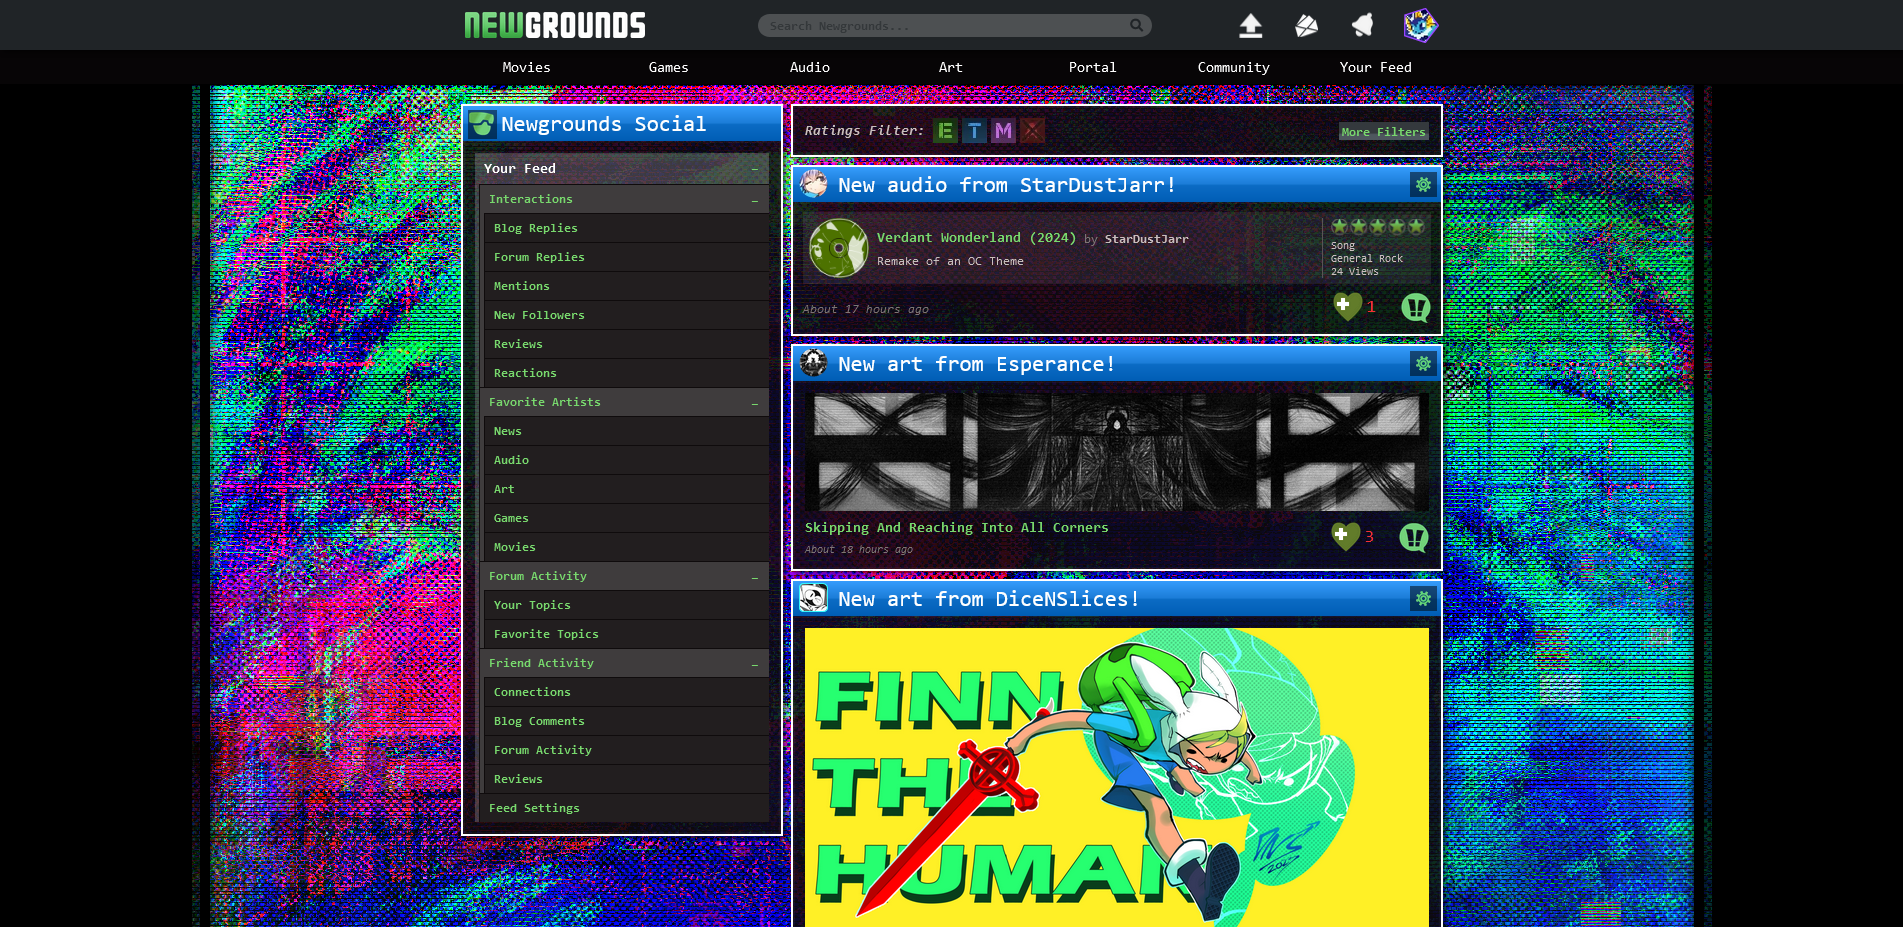 NEWGROUNDS
Search Newgrounds...
Movies Games Audio Art Portal Community Your Feed
Newgrounds Social
Your Feed –
Interactions –
Blog Replies
Forum Replies
Mentions
New Followers
Reviews
Reactions
Favorite Artists –
News
Audio
Art
Games
Movies
Forum Activity –
Your Topics
Favorite Topics
Friend Activity –
Connections
Blog Comments
Forum Activity
Reviews
Feed Settings
Ratings Filter: E T M X
More Filters
New audio from StarDustJarr!
Verdant Wonderland (2024) by StarDustJarr
Remake of an OC Theme
Song
General Rock
24 Views
About 17 hours ago
1
New art from Esperance!
Skipping And Reaching Into All Corners
About 18 hours ago
3
New art from DiceNSlices!
FINN
THE
HUMAN